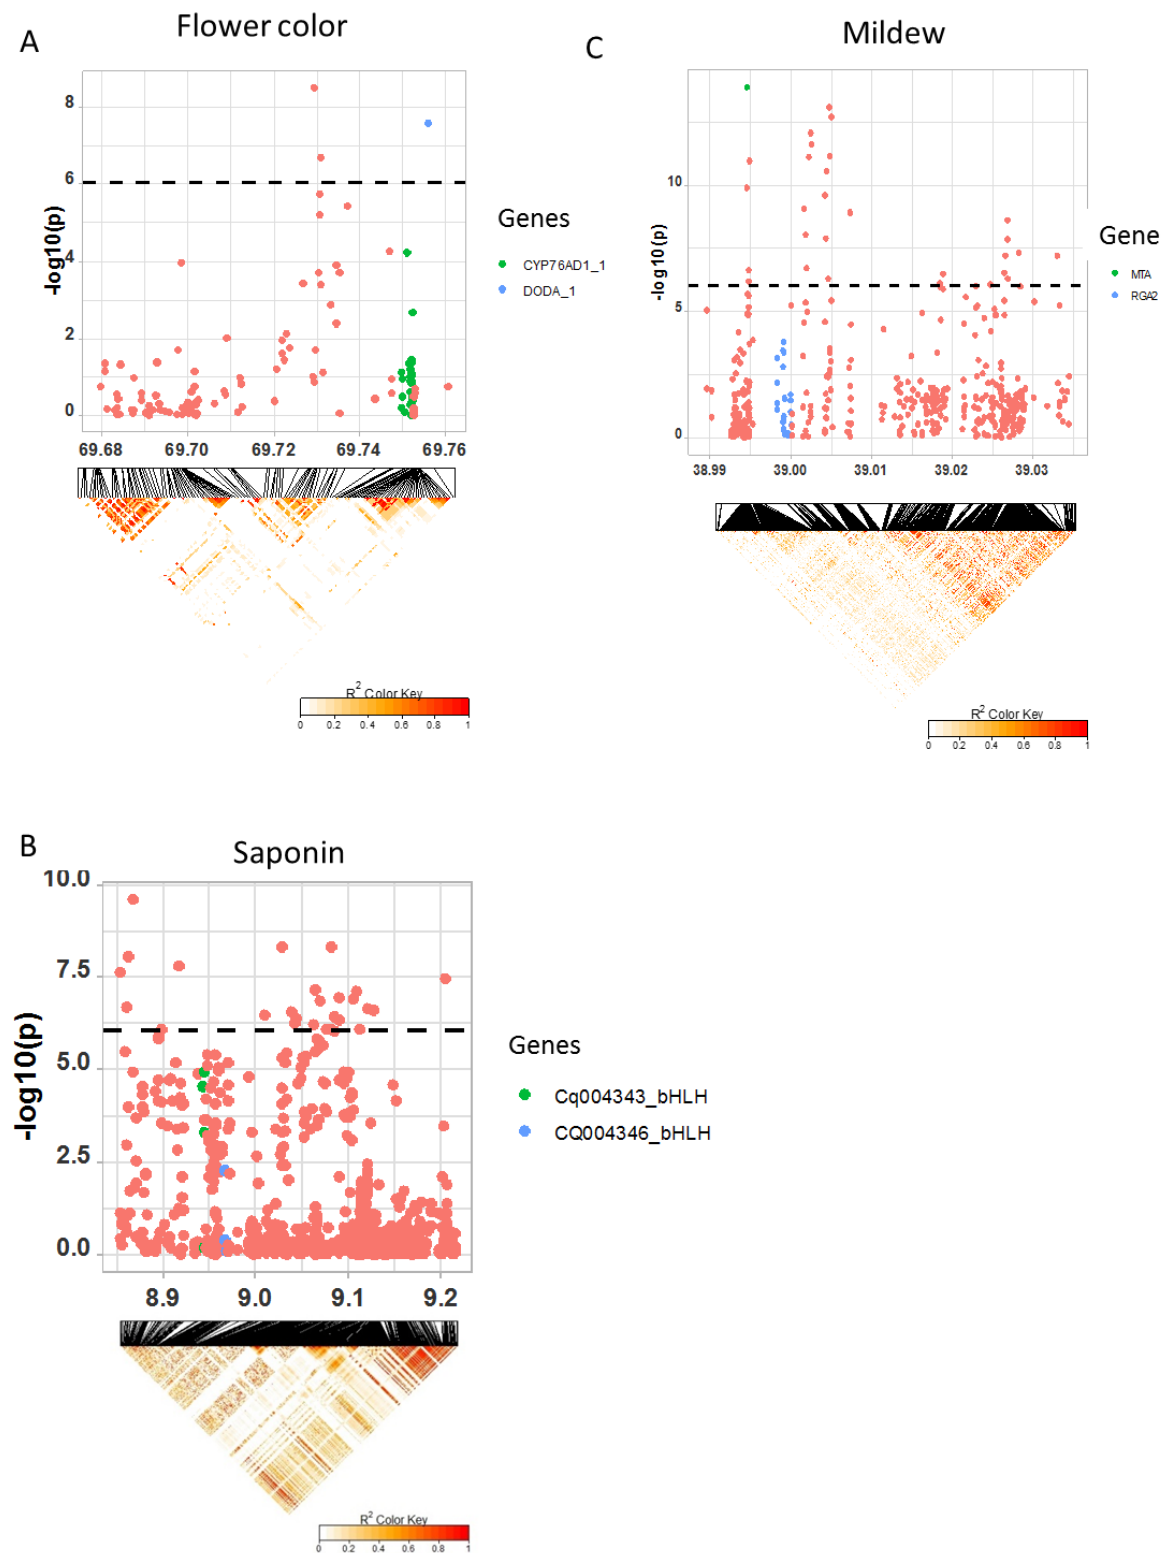 A
Flower color
8
6
4
2
0
-log10(p)
69.68
69.70
69.72
69.74
69.76
Genes
CYP76AD1_1
DODA_1
R² Color Key
0 0.2 0.4 0.6 0.8 1
C
Mildew
10
5
0
-log10(p)
38.99
39.00
39.01
39.02
39.03
Gene
MTA
RGA2
R² Color Key
0 0.2 0.4 0.6 0.8 1
B
Saponin
10.0
7.5
5.0
2.5
0.0
-log10(p)
8.9
9.0
9.1
9.2
Genes
Cq004343_bHLH
CQ004346_bHLH
R² Color Key
0 0.2 0.4 0.6 0.8 1